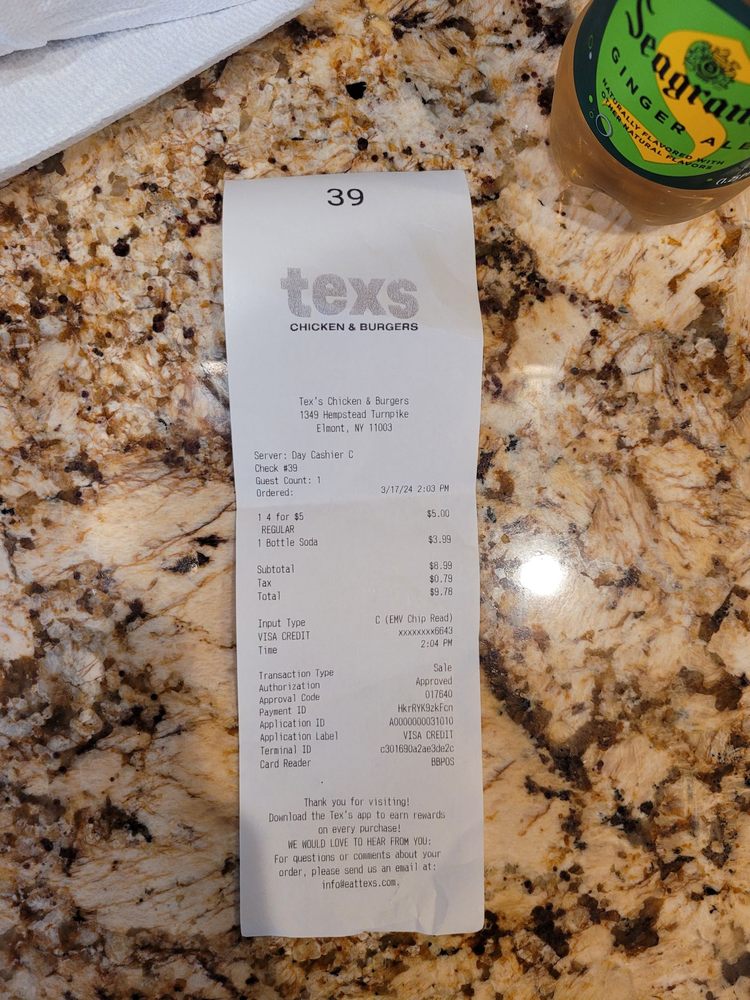 Seagram
GINGER ALE
NATURALLY FLAVORED WITH
OTHER NATURAL FLAVORS
39
texs
CHICKEN & BURGERS
Tex's Chicken & Burgers
1349 Hempstead Turnpike
Elmont, NY 11003
Server: Day Cashier C
Check #39
Guest Count: 1
Ordered: 3/17/24 2:03 PM
1 4 for $5 $5.00
REGULAR
1 Bottle Soda $3.99
Subtotal $8.99
Tax $0.79
Total $9.78
Input Type C (EMV Chip Read)
VISA CREDIT xxxxxxxx6643
Time 2:04 PM
Transaction Type Sale
Authorization Approved
Approval Code 017640
Payment ID HkrRYK9zkFcn
Application ID A0000000031010
Application Label VISA CREDIT
Terminal ID c301690a2ae3de2c
Card Reader BBPOS
Thank you for visiting!
Download the Tex's app to earn rewards
on every purchase!
WE WOULD LOVE TO HEAR FROM YOU:
For questions or comments about your
order, please send us an email at:
info@eattexs.com.